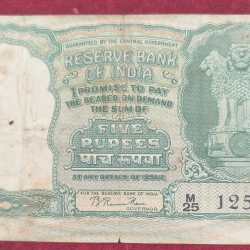 GUARANTEED BY THE CENTRAL GOVERNMENT
RESERVE BANK
OF INDIA
I PROMISE TO PAY
THE BEARER ON DEMAND
THE SUM OF
FIVE
RUPEES
पांच रुपया
AT ANY OFFICE OF ISSUE
FOR THE RESERVE BANK OF INDIA
GOVERNOR
M/25 125